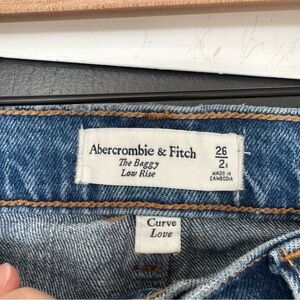 Abercrombie & Fitch
The Baggy
Low Rise
26
2R
MADE IN
CAMBODIA
Curve
Love